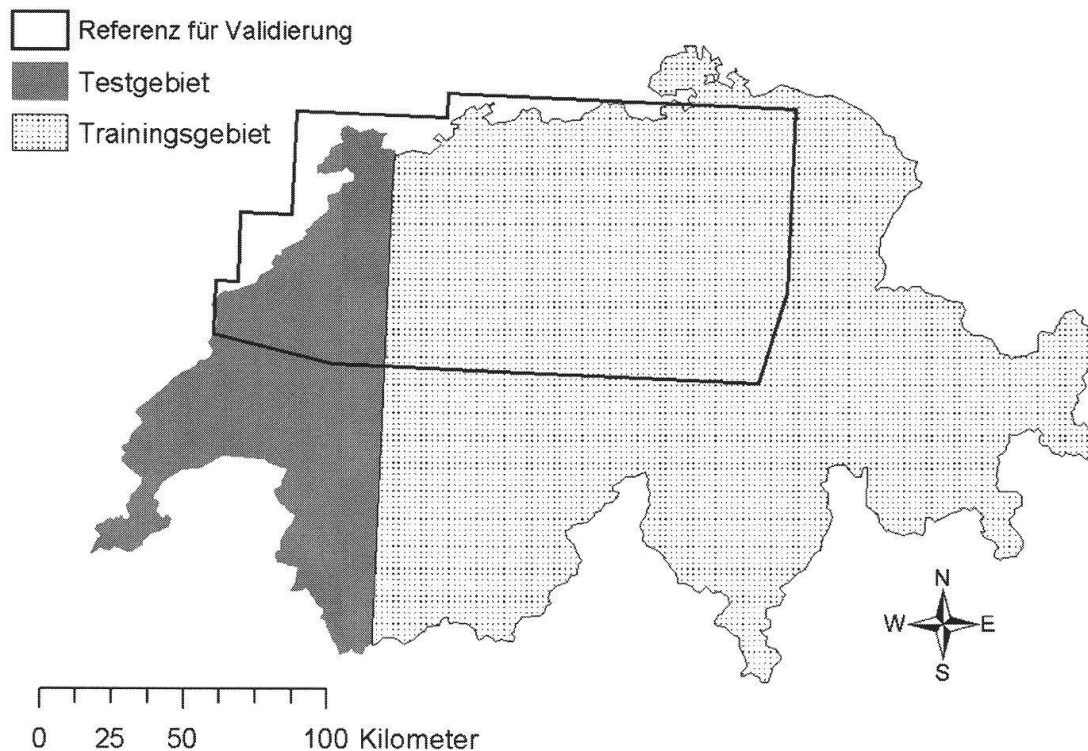 Referenz für Validierung
Testgebiet
Trainingsgebiet
N
W E
S
0 25 50 100 Kilometer